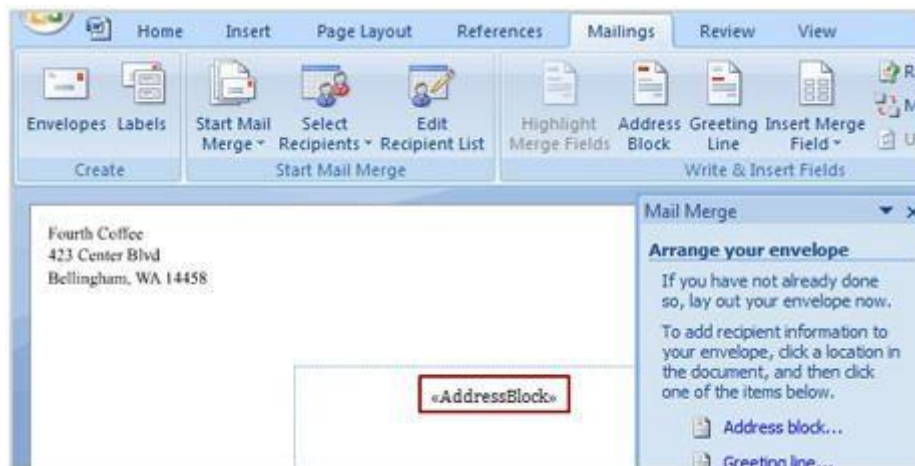 Home Insert Page Layout References Mailings Review View
Envelopes Labels Start Mail Merge Select Recipients Edit Recipient List Highlight Merge Fields Address Block Greeting Line Insert Merge Field
Create Start Mail Merge Write & Insert Fields
Fourth Coffee
423 Center Blvd
Bellingham, WA 14458
«AddressBlock»
Mail Merge
Arrange your envelope
If you have not already done
so, lay out your envelope now.
To add recipient information to
your envelope, click a location in
the document, and then click
one of the items below.
Address block...
Greeting line...